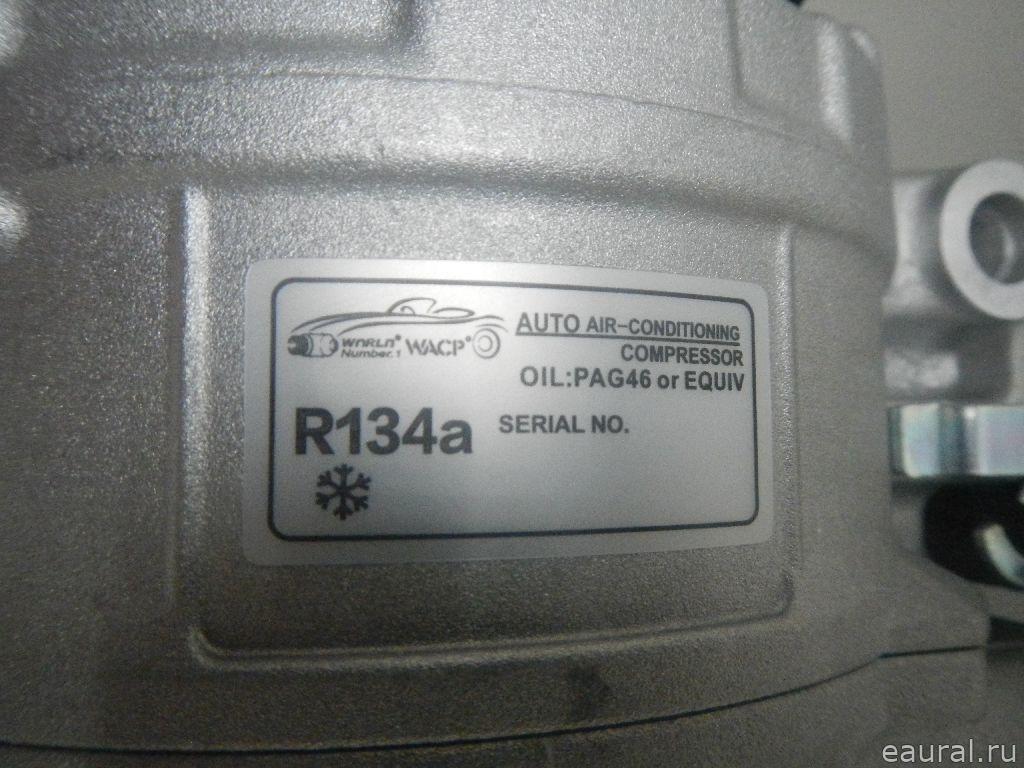 WORLD® WACP®
Number.1
AUTO AIR-CONDITIONING
COMPRESSOR
OIL:PAG46 or EQUIV
R134a SERIAL NO.
eaural.ru